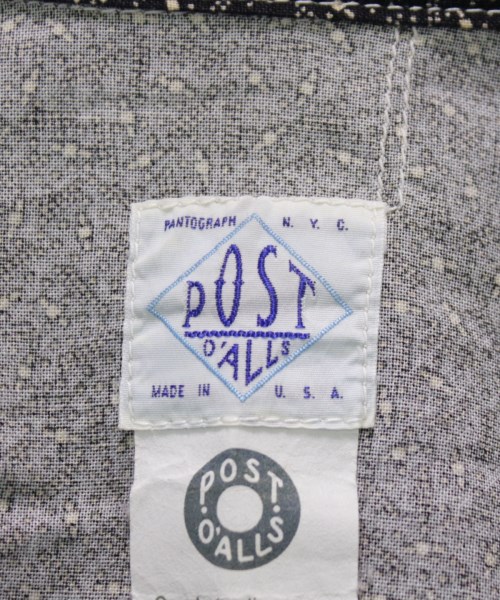 PANTOGRAPH N. Y. C.
POST
O'ALLS
MADE IN U. S. A.
POST
O'ALLS